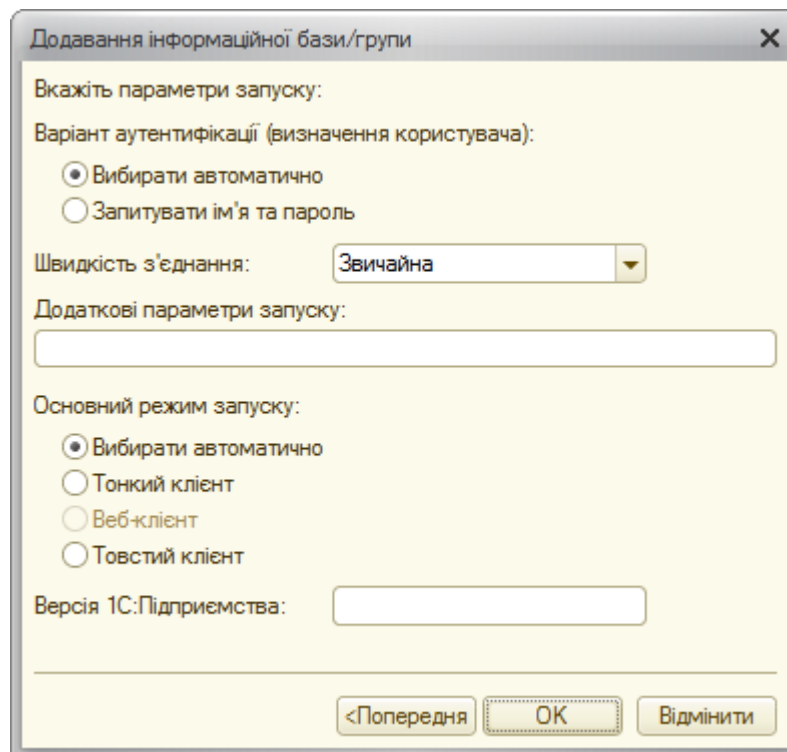 Додавання інформаційної бази/групи
Вкажіть параметри запуску:
Варіант аутентифікації (визначення користувача):
Вибирати автоматично
Запитувати ім'я та пароль
Швидкість з'єднання: Звичайна
Додаткові параметри запуску:
Основний режим запуску:
Вибирати автоматично
Тонкий клієнт
Веб-клієнт
Товстий клієнт
Версія 1С:Підприємства:
<Попередня OK Відмінити